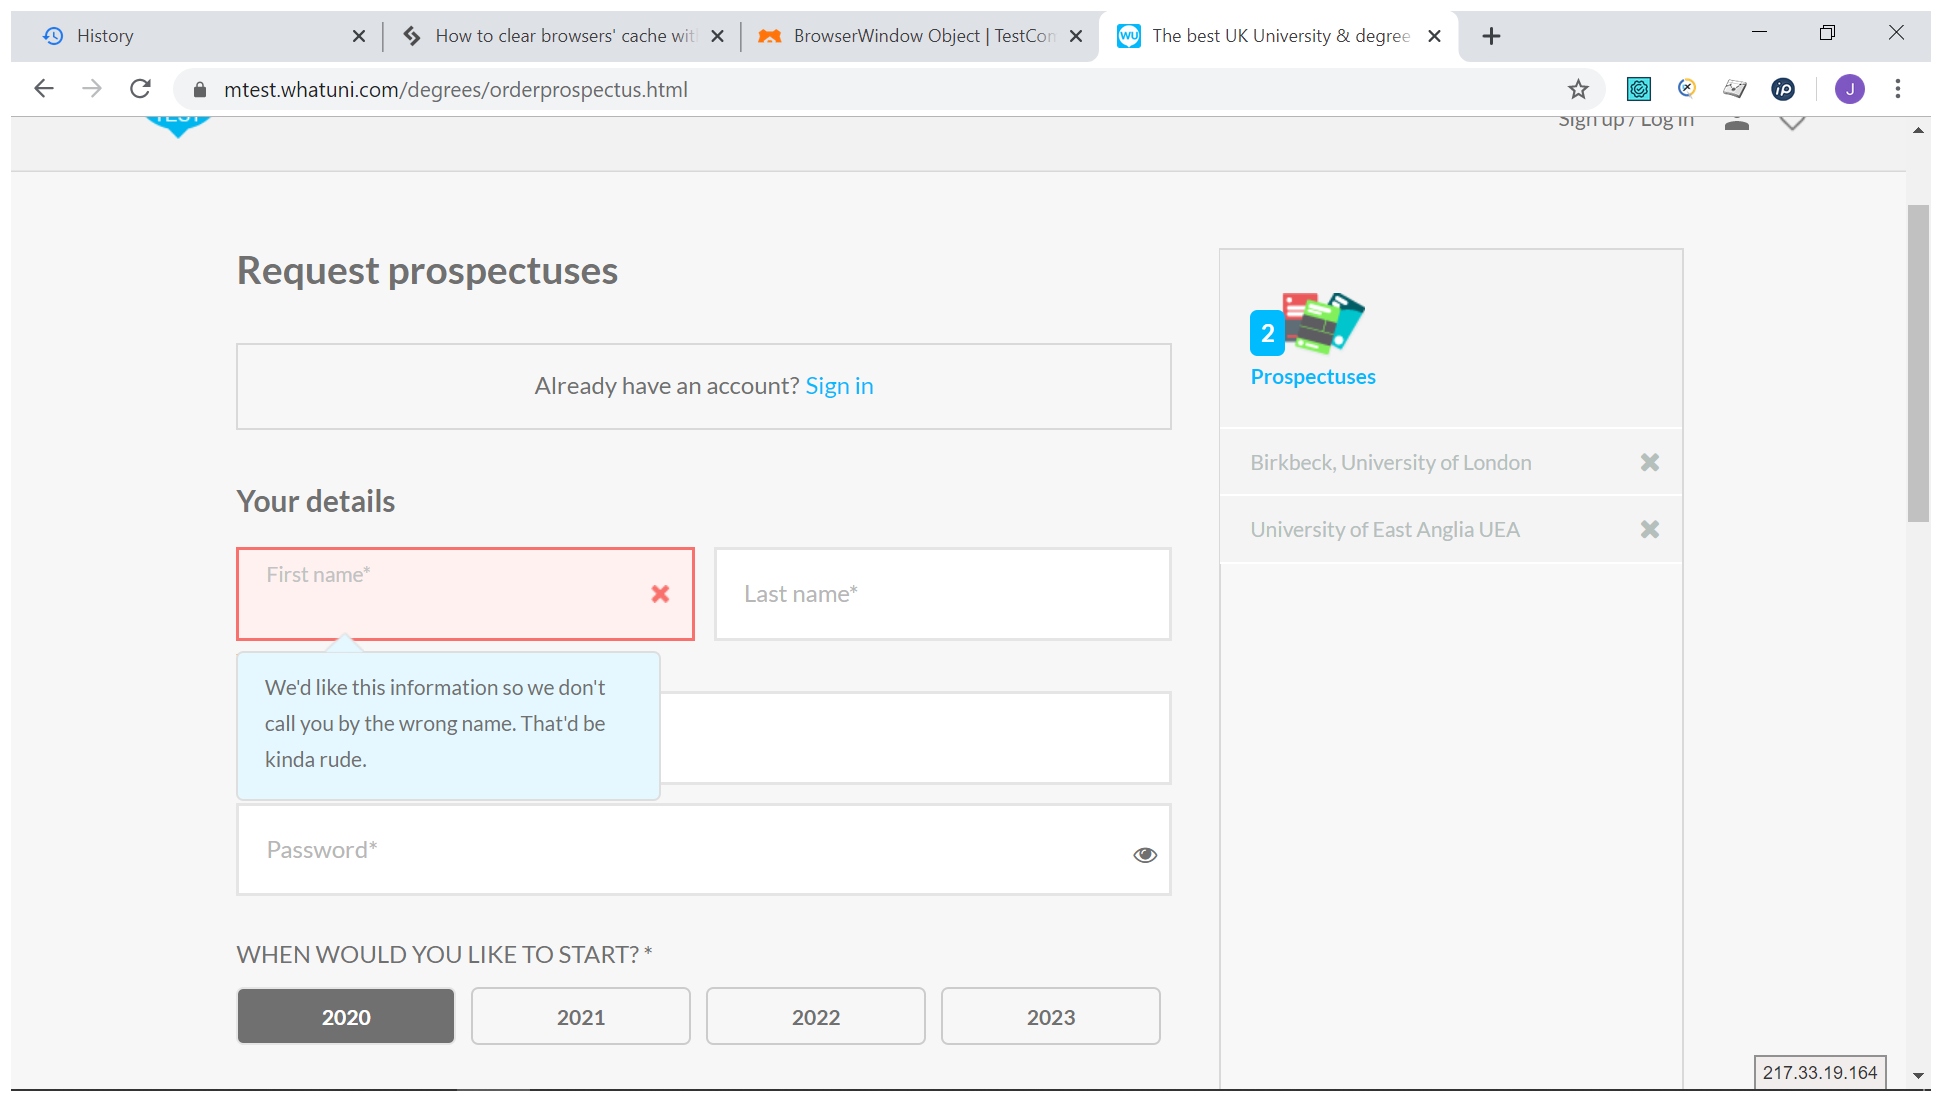 History
How to clear browsers' cache wit
BrowserWindow Object | TestCom
The best UK University & degree
mtest.whatuni.com/degrees/orderprospectus.html
J
TEST
Sign up / Log in
Request prospectuses
Already have an account? Sign in
2
Prospectuses
Birkbeck, University of London
University of East Anglia UEA
Your details
First name*
Last name*
We'd like this information so we don't
call you by the wrong name. That'd be
kinda rude.
Password*
WHEN WOULD YOU LIKE TO START? *
2020
2021
2022
2023
217.33.19.164